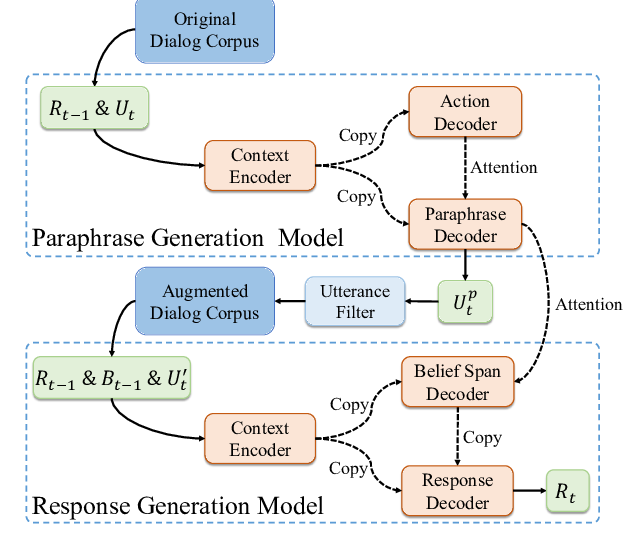 Original
Dialog Corpus
R_{t-1} & U_t
Action
Decoder
Copy
Context
Encoder
Attention
Copy
Paraphrase
Decoder
Paraphrase Generation Model
Augmented
Dialog Corpus
Utterance
Filter
U_t^p
Attention
R_{t-1} & B_{t-1} & U_t'
Belief Span
Decoder
Copy
Context
Encoder
Copy
Copy
Response
Decoder
R_t
Response Generation Model